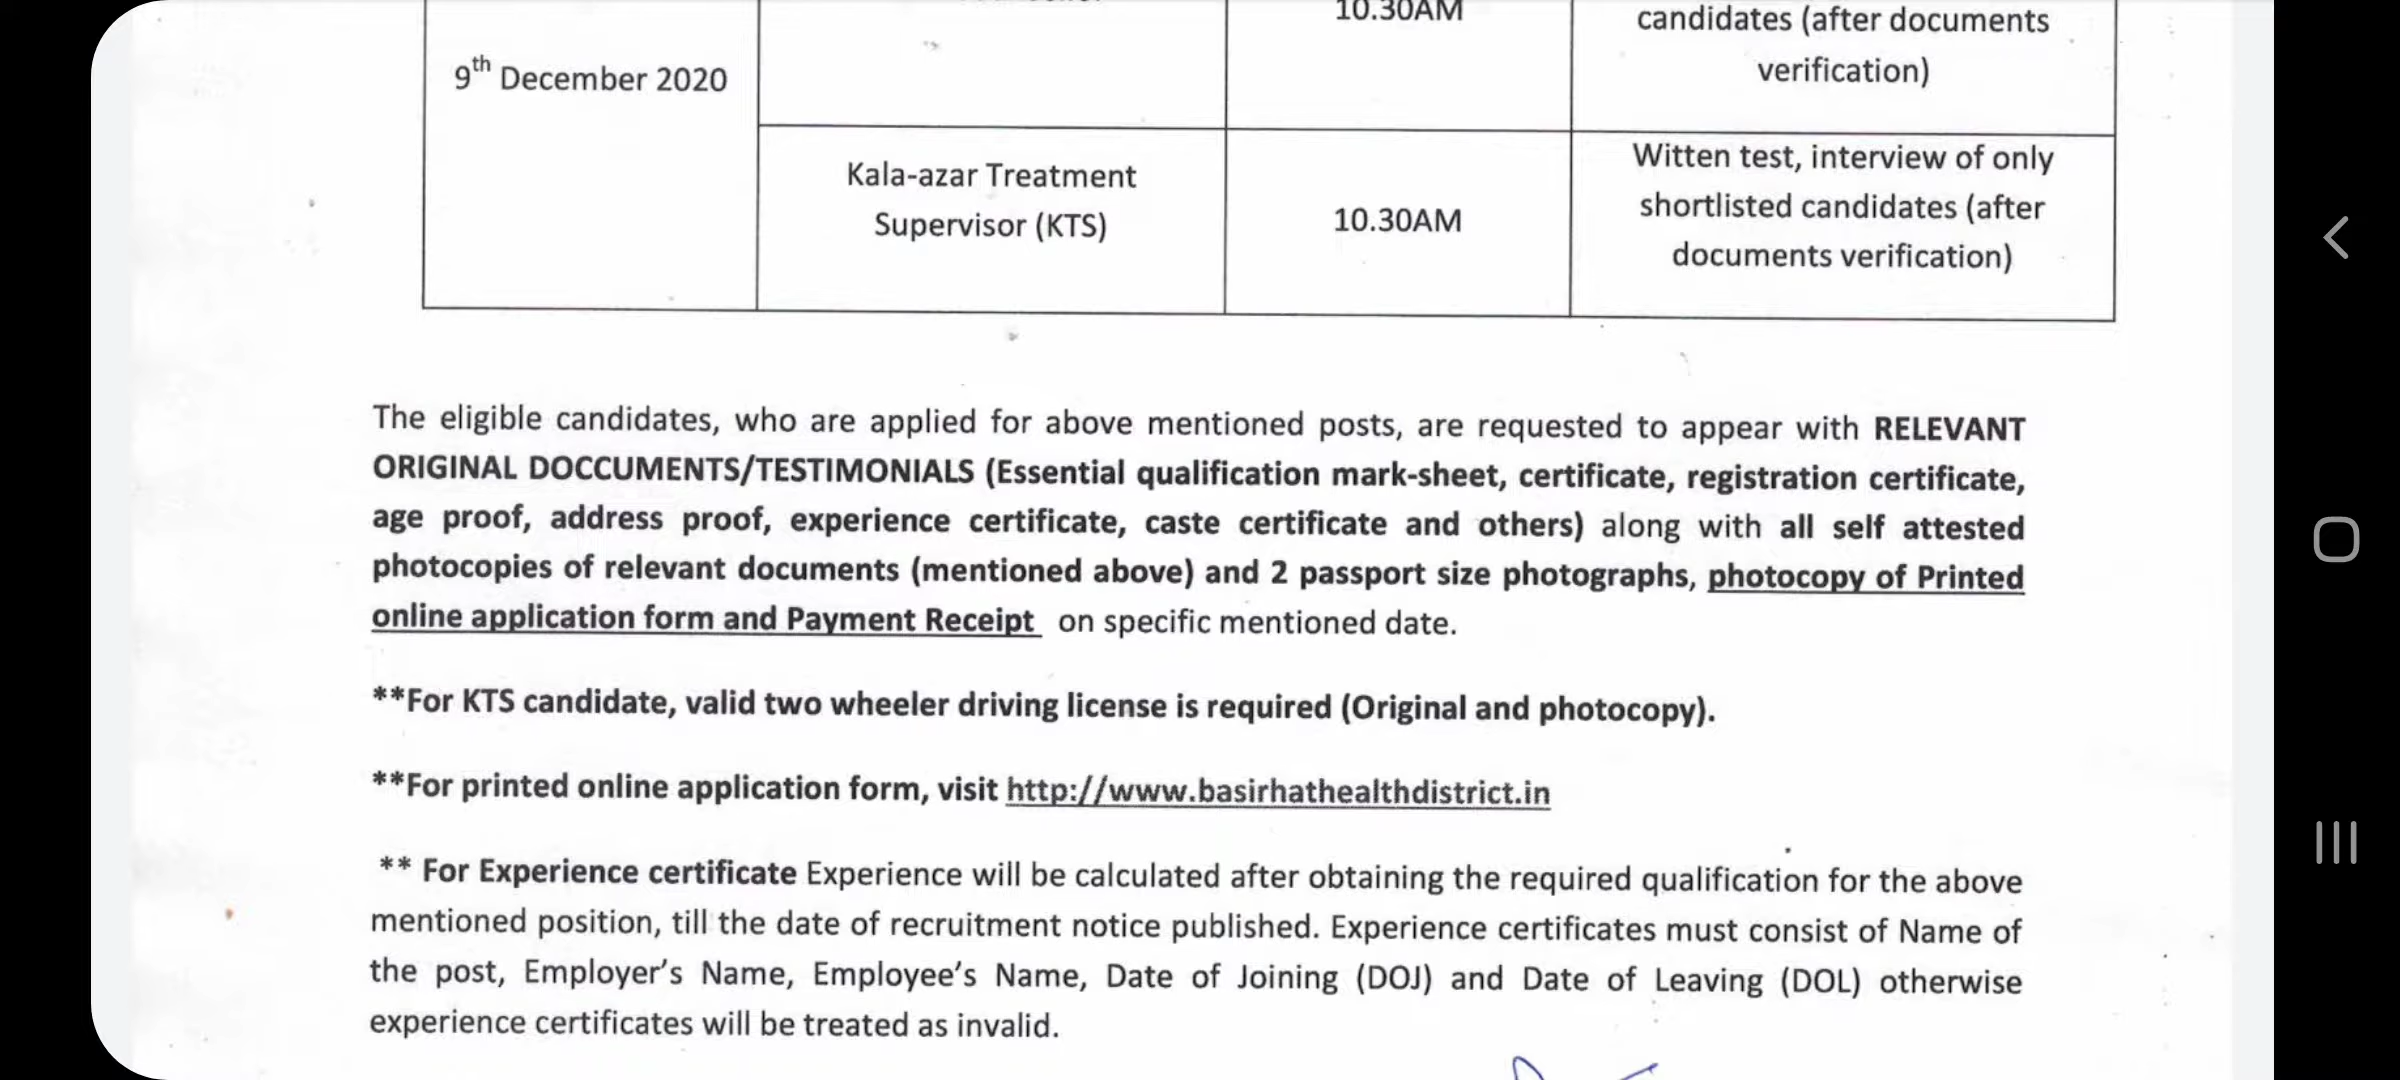 10.30AM
candidates (after documents
verification)
9th December 2020
Kala-azar Treatment
Supervisor (KTS)
10.30AM
Witten test, interview of only
shortlisted candidates (after
documents verification)
The eligible candidates, who are applied for above mentioned posts, are requested to appear with RELEVANT
ORIGINAL DOCCUMENTS/TESTIMONIALS (Essential qualification mark-sheet, certificate, registration certificate,
age proof, address proof, experience certificate, caste certificate and others) along with all self attested
photocopies of relevant documents (mentioned above) and 2 passport size photographs, photocopy of Printed
online application form and Payment Receipt on specific mentioned date.
**For KTS candidate, valid two wheeler driving license is required (Original and photocopy).
**For printed online application form, visit http://www.basirhathealthdistrict.in
** For Experience certificate Experience will be calculated after obtaining the required qualification for the above
mentioned position, till the date of recruitment notice published. Experience certificates must consist of Name of
the post, Employer's Name, Employee's Name, Date of Joining (DOJ) and Date of Leaving (DOL) otherwise
experience certificates will be treated as invalid.